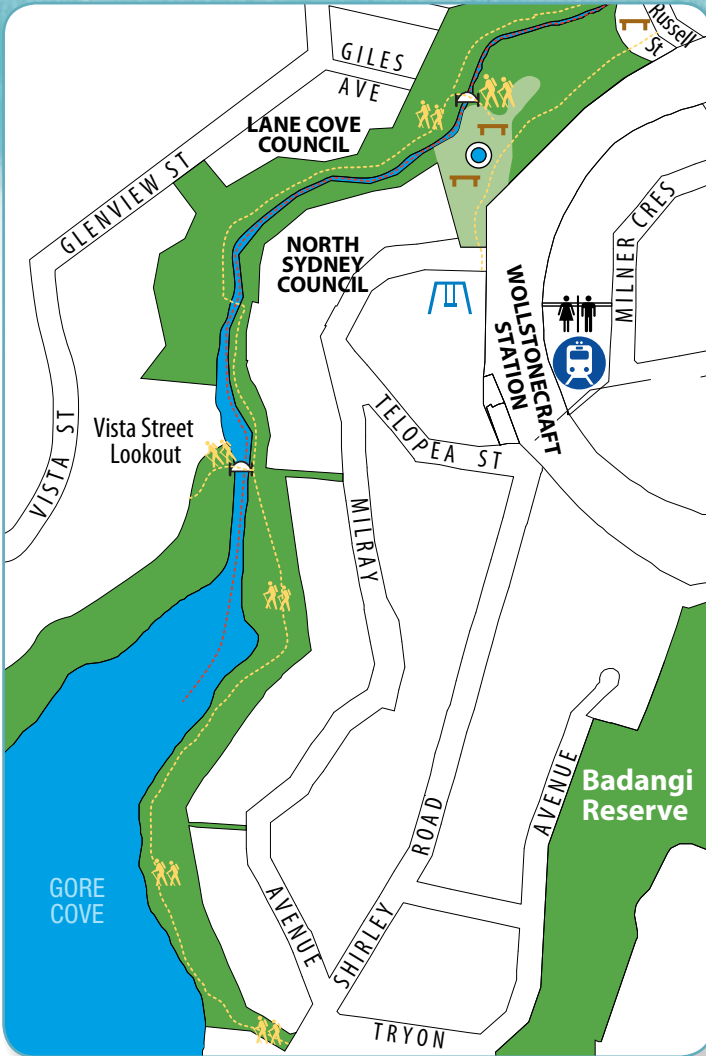 Russell
St
GILES
AVE
LANE COVE
COUNCIL
GLENVIEW ST
MILNER CRES
NORTH
SYDNEY
COUNCIL
WOLLSTONECRAFT
STATION
VISTA ST
Vista Street
Lookout
TELOPEA ST
MILRAY
AVENUE
Badangi
Reserve
ROAD
GORE
COVE
AVENUE
SHIRLEY
TRYON